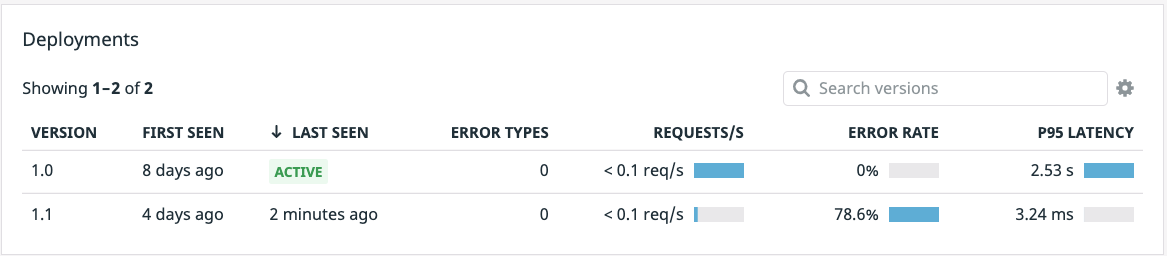 Deployments
Showing 1–2 of 2
Search versions
VERSION FIRST SEEN ↓ LAST SEEN ERROR TYPES REQUESTS/S ERROR RATE P95 LATENCY
1.0 8 days ago ACTIVE 0 < 0.1 req/s 0% 2.53 s
1.1 4 days ago 2 minutes ago 0 < 0.1 req/s 78.6% 3.24 ms